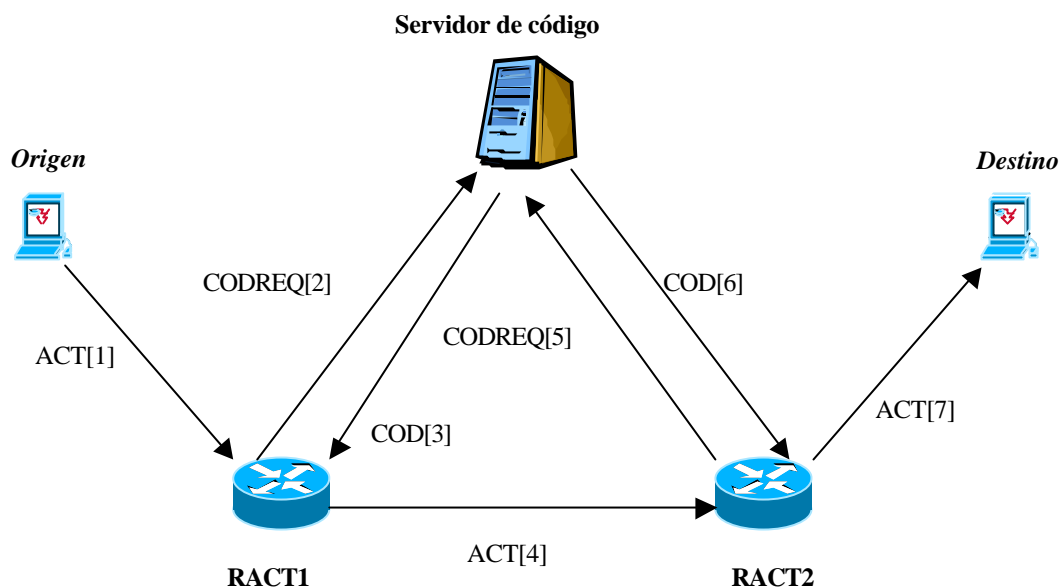 Servidor de código
Origen
Destino
CODREQ[2]
COD[6]
CODREQ[5]
ACT[1]
ACT[7]
COD[3]
ACT[4]
RACT1
RACT2